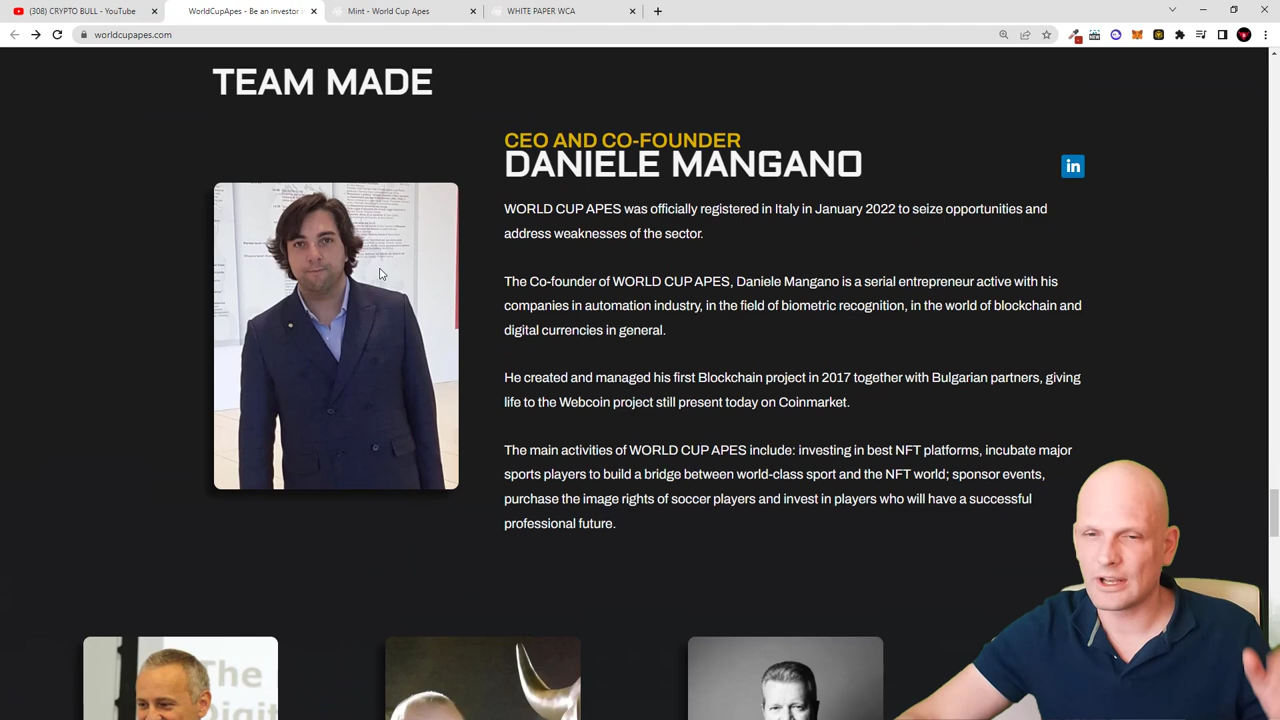 (308) CRYPTO BULL - YouTube
WorldCupApes - Be an investor i
Mint - World Cup Apes
WHITE PAPER WCA
worldcupapes.com
TEAM MADE
CEO AND CO-FOUNDER
DANIELE MANGANO
in
WORLD CUP APES was officially registered in Italy in January 2022 to seize opportunities and
address weaknesses of the sector.
The Co-founder of WORLD CUP APES, Daniele Mangano is a serial entrepreneur active with his
companies in automation industry, in the field of biometric recognition, in the world of blockchain and
digital currencies in general.
He created and managed his first Blockchain project in 2017 together with Bulgarian partners, giving
life to the Webcoin project still present today on Coinmarket.
The main activities of WORLD CUP APES include: investing in best NFT platforms, incubate major
sports players to build a bridge between world-class sport and the NFT world; sponsor events,
purchase the image rights of soccer players and invest in players who will have a successful
professional future.
The